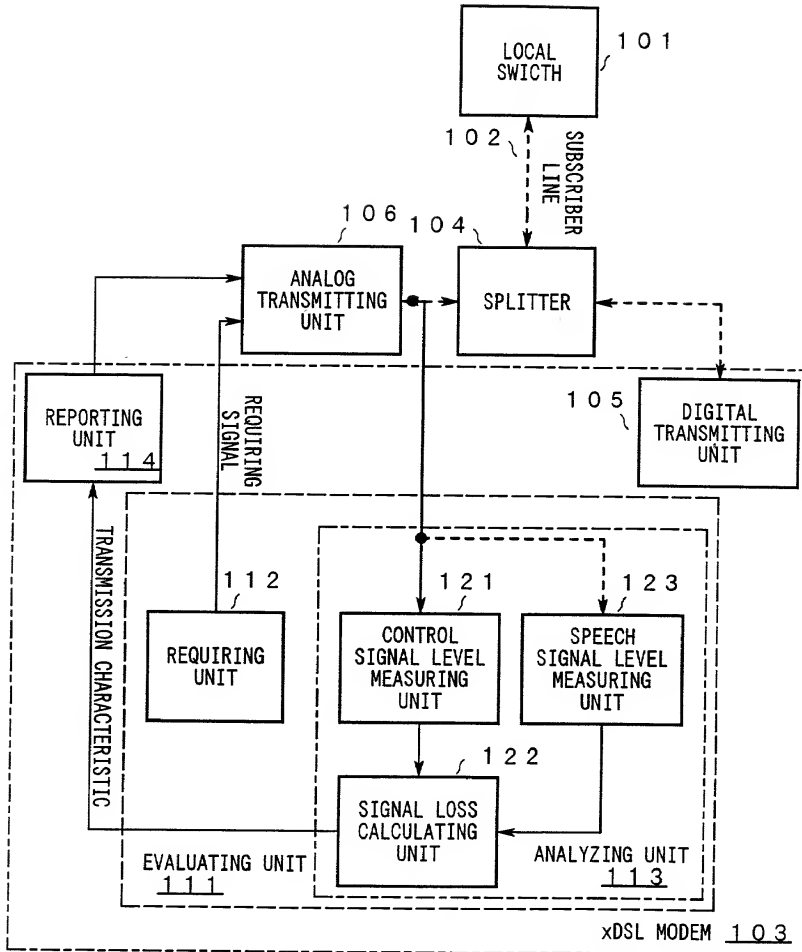 LOCAL
SWICTH
101
102
SUBSCRIBER
LINE
106
104
ANALOG
TRANSMITTING
UNIT
SPLITTER
REPORTING
UNIT
114
REQUIRING
SIGNAL
105
DIGITAL
TRANSMITTING
UNIT
TRANSMISSION CHARACTERISTIC
112
REQUIRING
UNIT
121
CONTROL
SIGNAL LEVEL
MEASURING
UNIT
123
SPEECH
SIGNAL LEVEL
MEASURING
UNIT
122
SIGNAL LOSS
CALCULATING
UNIT
EVALUATING UNIT
111
ANALYZING UNIT
113
xDSL MODEM 103